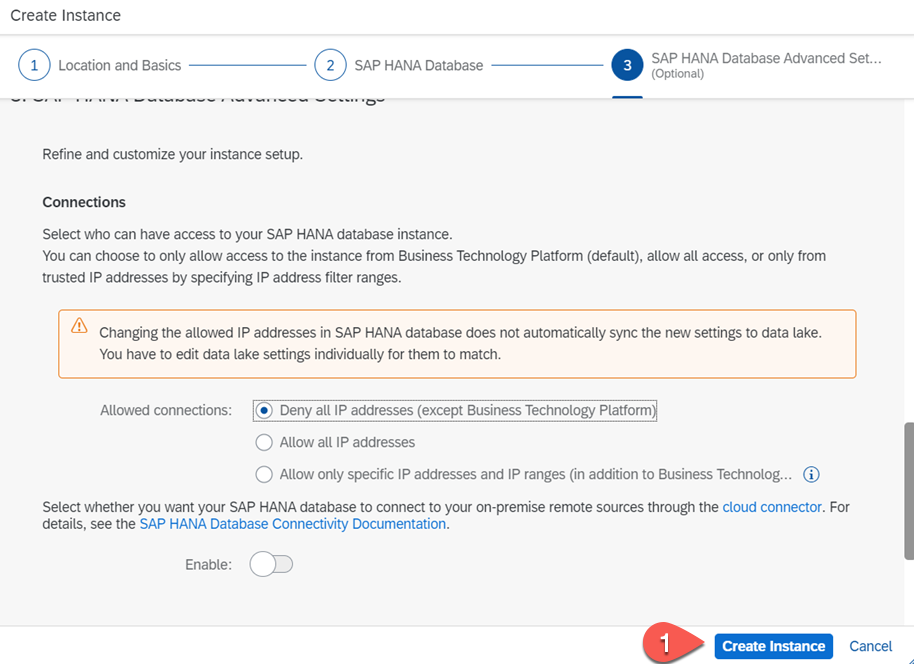 Create Instance
1 Location and Basics 2 SAP HANA Database 3 SAP HANA Database Advanced Set...
(Optional)
3. SAP HANA Database Advanced Settings
Refine and customize your instance setup.
Connections
Select who can have access to your SAP HANA database instance.
You can choose to only allow access to the instance from Business Technology Platform (default), allow all access, or only from
trusted IP addresses by specifying IP address filter ranges.
Changing the allowed IP addresses in SAP HANA database does not automatically sync the new settings to data lake.
You have to edit data lake settings individually for them to match.
Allowed connections: Deny all IP addresses (except Business Technology Platform)
Allow all IP addresses
Allow only specific IP addresses and IP ranges (in addition to Business Technolog...
Select whether you want your SAP HANA database to connect to your on-premise remote sources through the cloud connector. For
details, see the SAP HANA Database Connectivity Documentation.
Enable:
1 Create Instance Cancel